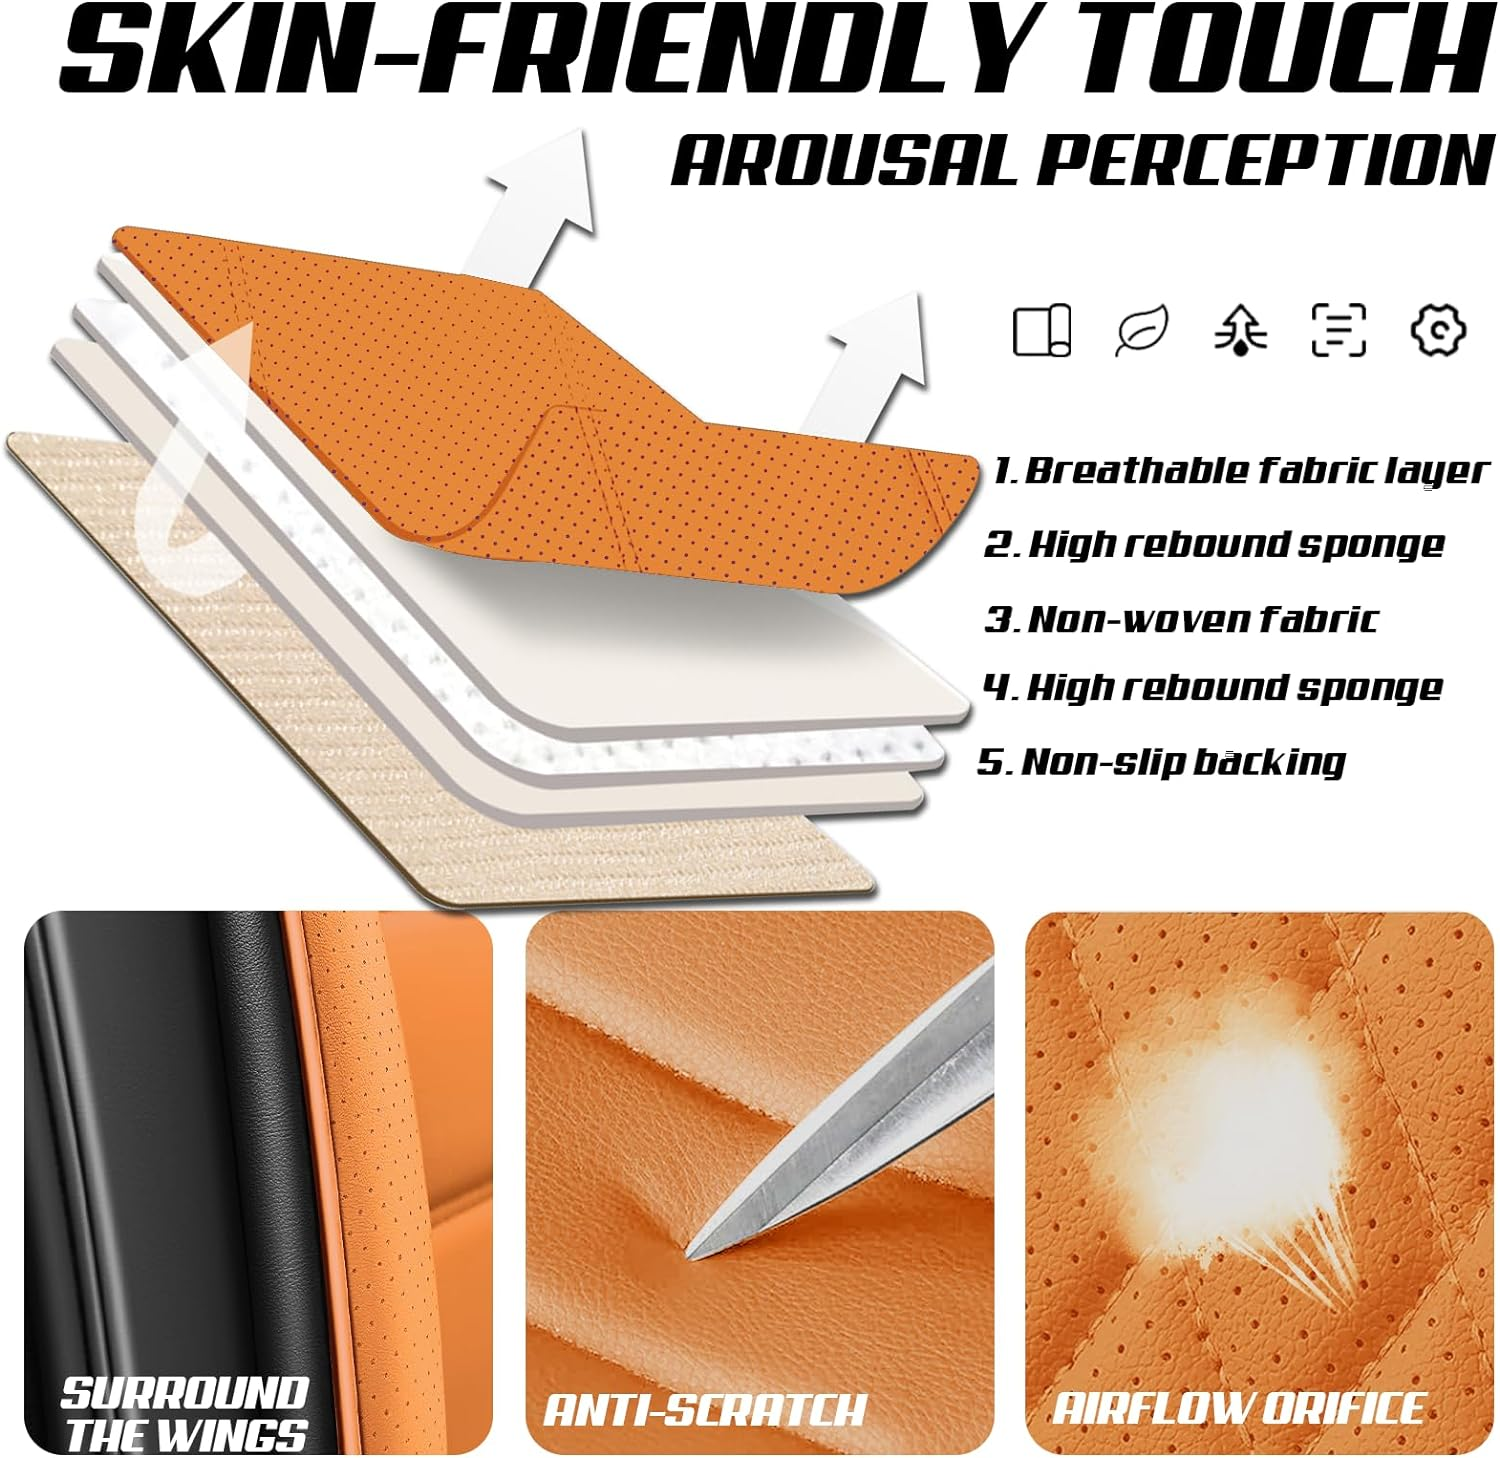 SKIN-FRIENDLY TOUCH
AROUSAL PERCEPTION
1. Breathable fabric layer
2. High rebound sponge
3. Non-woven fabric
4. High rebound sponge
5. Non-slip backing
SURROUND
THE WINGS
ANTI-SCRATCH
AIRFLOW ORIFICE